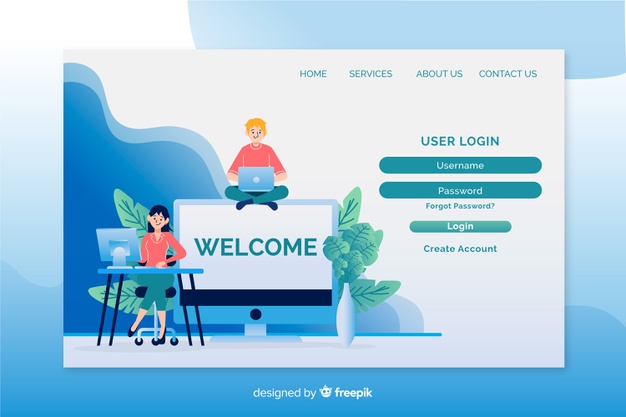 HOME SERVICES ABOUT US CONTACT US
USER LOGIN
Username
Password
Forgot Password?
Login
Create Account
WELCOME
designed by freepik